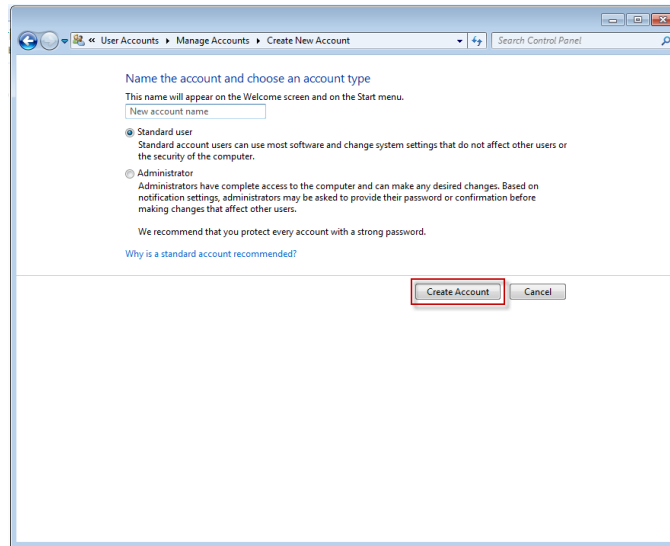 « User Accounts ▸ Manage Accounts ▸ Create New Account
Search Control Panel
Name the account and choose an account type
This name will appear on the Welcome screen and on the Start menu.
New account name
Standard user
Standard account users can use most software and change system settings that do not affect other users or
the security of the computer.
Administrator
Administrators have complete access to the computer and can make any desired changes. Based on
notification settings, administrators may be asked to provide their password or confirmation before
making changes that affect other users.
We recommend that you protect every account with a strong password.
Why is a standard account recommended?
Create Account
Cancel